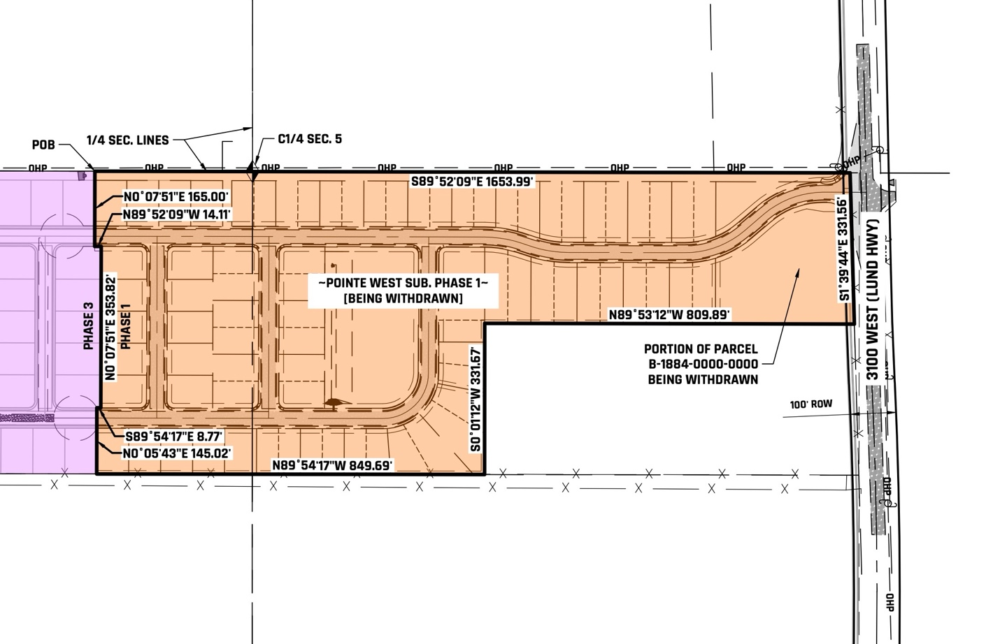 1/4 SEC. LINES
C1/4 SEC. 5
POB
OHP
OHP
OHP
OHP
OHP
OHP
OHP
OHP
S89°52'09"E 1653.99'
N0°07'51"E 165.00'
N89°52'09"W 14.11'
S1°39'44"E 331.56'
3100 WEST (LUND HWY)
~POINTE WEST SUB. PHASE 1~
[BEING WITHDRAWN]
PHASE 3
N0°07'51"E 353.82'
PHASE 1
N89°53'12"W 809.89'
PORTION OF PARCEL
B-1884-0000-0000
BEING WITHDRAWN
S0°01'12"W 331.67'
100' ROW
S89°54'17"E 8.77'
N0°05'43"E 145.02'
N89°54'17"W 849.69'
OHP
OHP